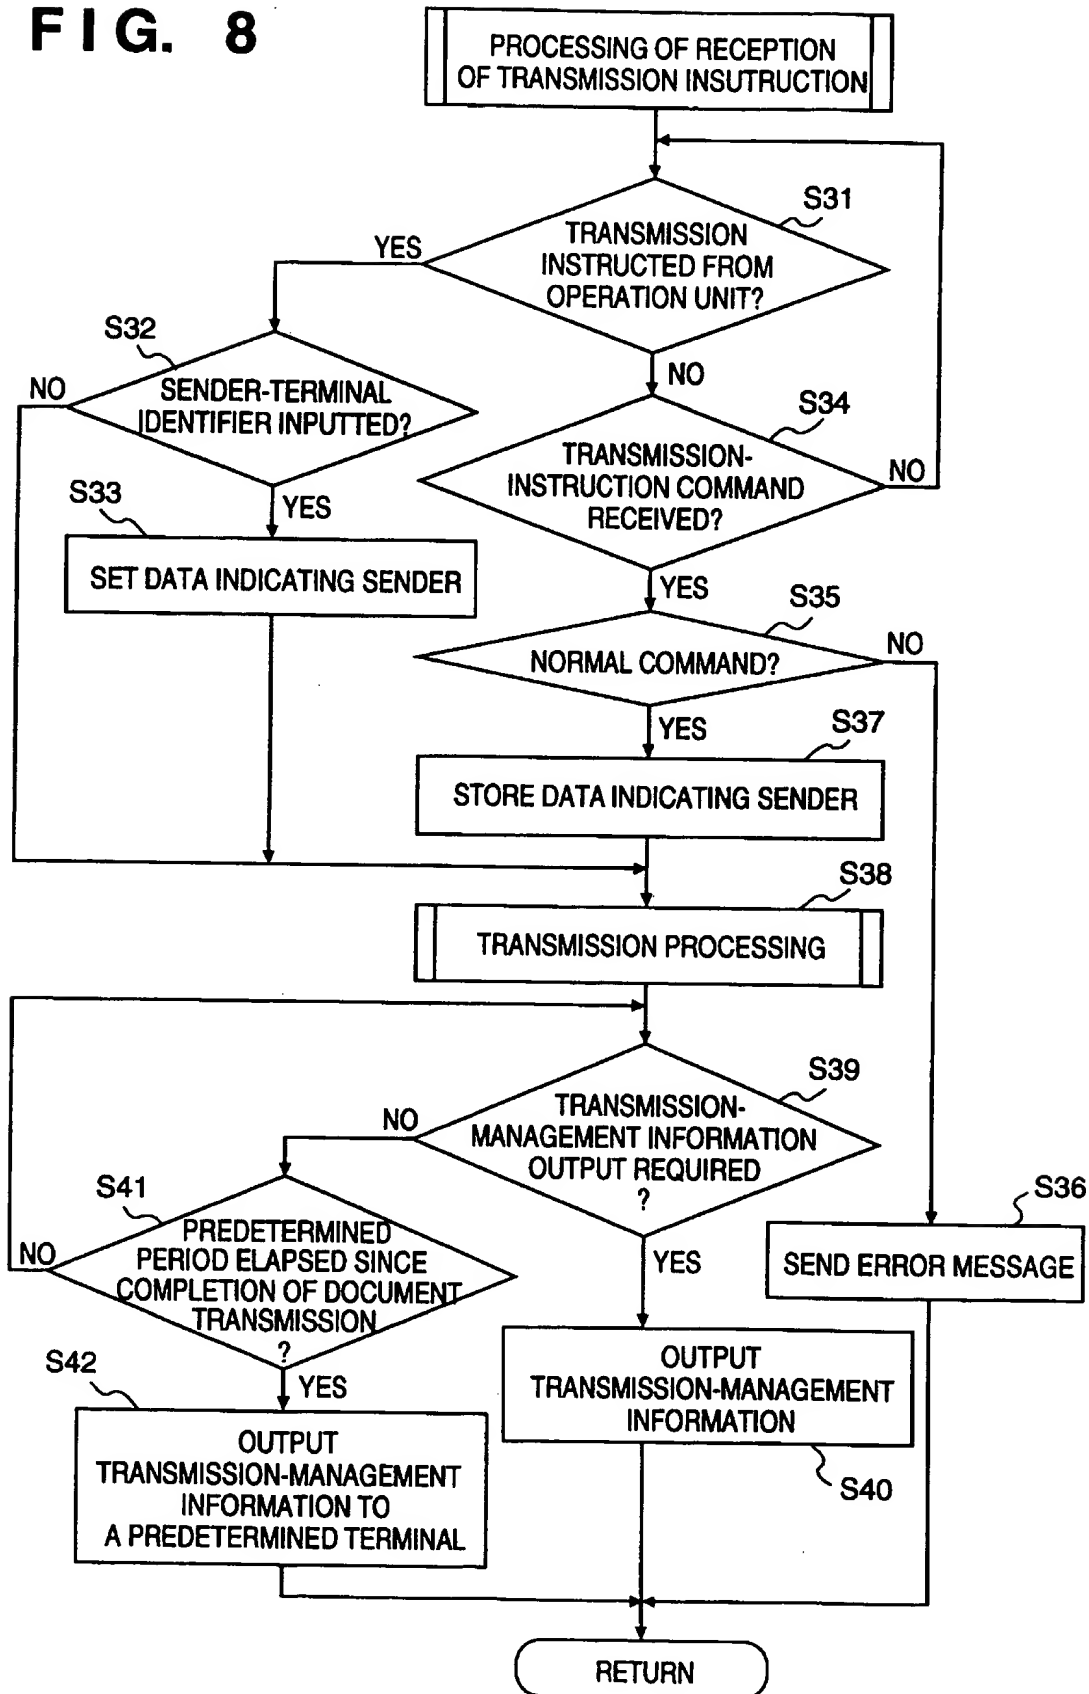 FIG. 8
PROCESSING OF RECEPTION
OF TRANSMISSION INSUTRUCTION
S31
TRANSMISSION
INSTRUCTED FROM
OPERATION UNIT?
YES
NO
S32
SENDER-TERMINAL
IDENTIFIER INPUTTED?
NO
YES
S33
SET DATA INDICATING SENDER
S34
TRANSMISSION-
INSTRUCTION COMMAND
RECEIVED?
NO
YES
S35
NORMAL COMMAND?
NO
YES
S37
STORE DATA INDICATING SENDER
S38
TRANSMISSION PROCESSING
S39
TRANSMISSION-
MANAGEMENT INFORMATION
OUTPUT REQUIRED
?
NO
YES
S41
PREDETERMINED
PERIOD ELAPSED SINCE
COMPLETION OF DOCUMENT
TRANSMISSION
?
NO
YES
S36
SEND ERROR MESSAGE
S42
OUTPUT
TRANSMISSION-MANAGEMENT
INFORMATION TO
A PREDETERMINED TERMINAL
OUTPUT
TRANSMISSION-MANAGEMENT
INFORMATION
S40
RETURN